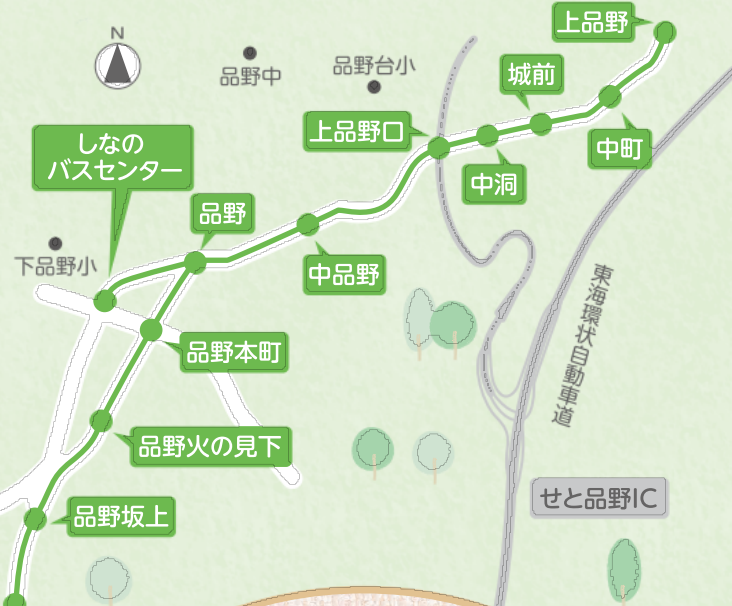 上品野
N
品野中
品野台小
城前
上品野口
中町
しなの
バスセンター
中洞
品野
下品野小
中品野
東海環状自動車道
品野本町
品野火の見下
せと品野IC
品野坂上